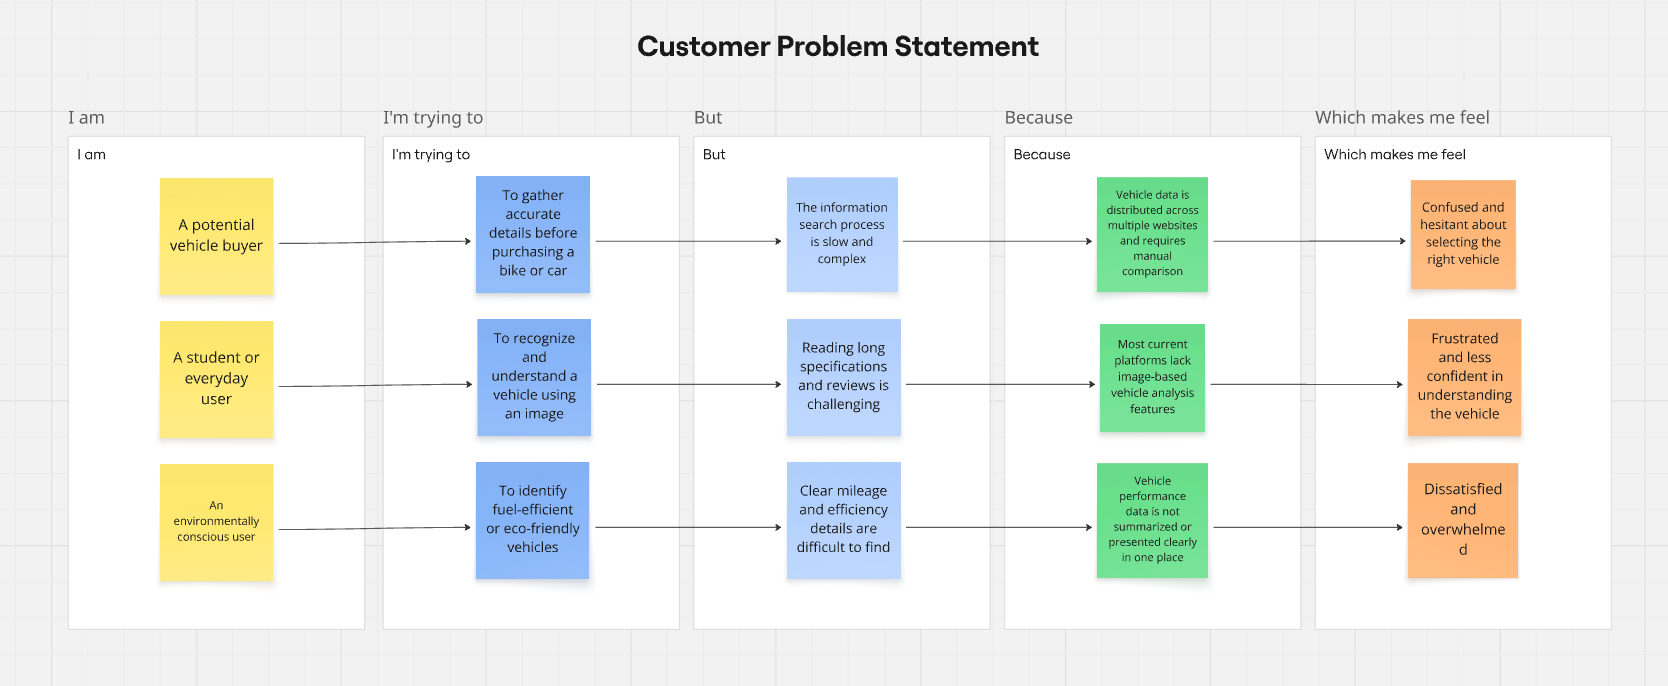 Customer Problem Statement
I am
I'm trying to
But
Because
Which makes me feel
I am
I'm trying to
But
Because
Which makes me feel
A potential
vehicle buyer
To gather
accurate
details before
purchasing a
bike or car
The information
search process
is slow and
complex
Vehicle data is
distributed across
multiple websites
and requires
manual
comparison
Confused and
hesitant about
selecting the
right vehicle
A student or
everyday
user
To recognize
and
understand a
vehicle using
an image
Reading long
specifications
and reviews is
challenging
Most current
platforms lack
image-based
vehicle analysis
features
Frustrated
and less
confident in
understanding
the vehicle
An
environmentally
conscious user
To identify
fuel-efficient
or eco-friendly
vehicles
Clear mileage
and efficiency
details are
difficult to find
Vehicle
performance
data is not
summarized or
presented clearly
in one place
Dissatisfied
and
overwhelme
d